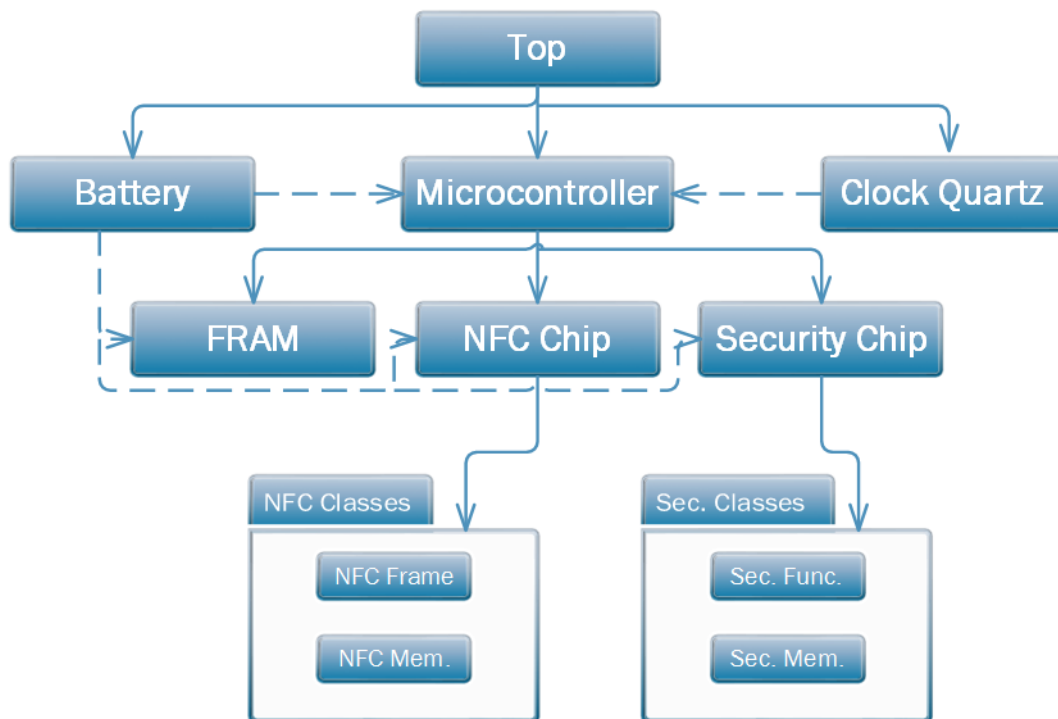 Top
Battery
Microcontroller
Clock Quartz
FRAM
NFC Chip
Security Chip
NFC Classes
Sec. Classes
NFC Frame
Sec. Func.
NFC Mem.
Sec. Mem.